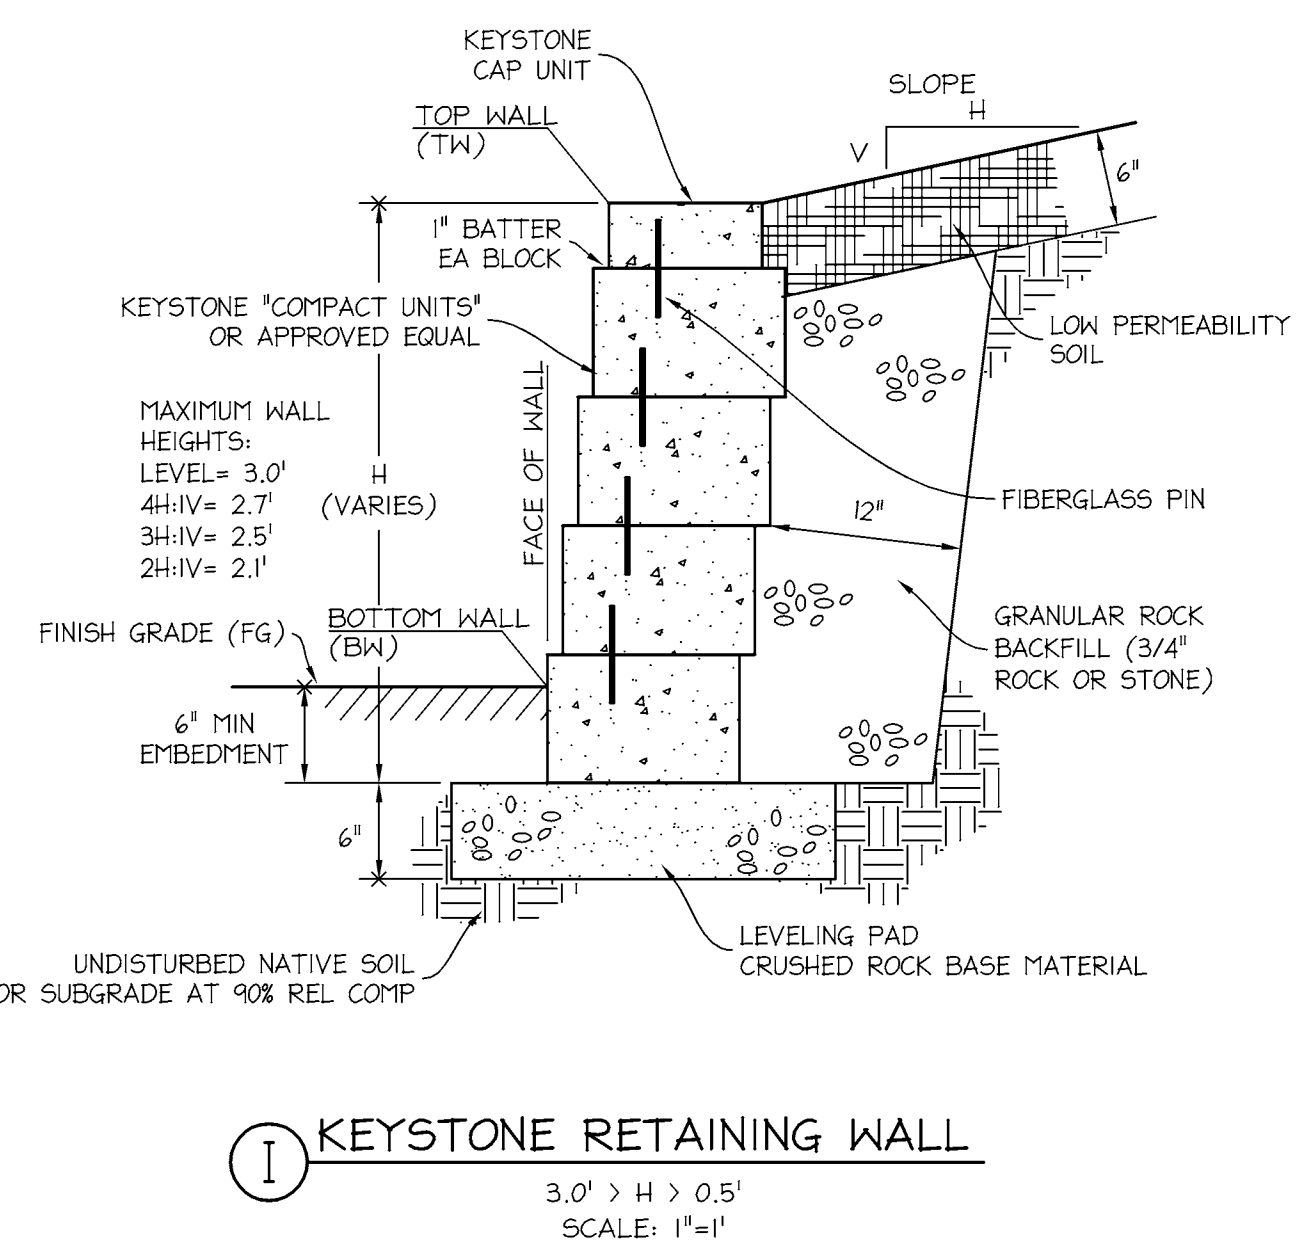 KEYSTONE
CAP UNIT
SLOPE
H
V
TOP WALL
(TW)
6"
1" BATTER
EA BLOCK
KEYSTONE "COMPACT UNITS"
OR APPROVED EQUAL
LOW PERMEABILITY
SOIL
FACE OF WALL
MAXIMUM WALL
HEIGHTS:
LEVEL= 3.0'
4H:1V= 2.7'
3H:1V= 2.5'
2H:1V= 2.1'
H
(VARIES)
FIBERGLASS PIN
12"
BOTTOM WALL
(BW)
FINISH GRADE (FG)
GRANULAR ROCK
BACKFILL (3/4"
ROCK OR STONE)
6" MIN
EMBEDMENT
6"
LEVELING PAD
CRUSHED ROCK BASE MATERIAL
UNDISTURBED NATIVE SOIL
OR SUBGRADE AT 90% REL COMP
1
KEYSTONE RETAINING WALL
3.0' > H > 0.5'
SCALE: 1"=1'